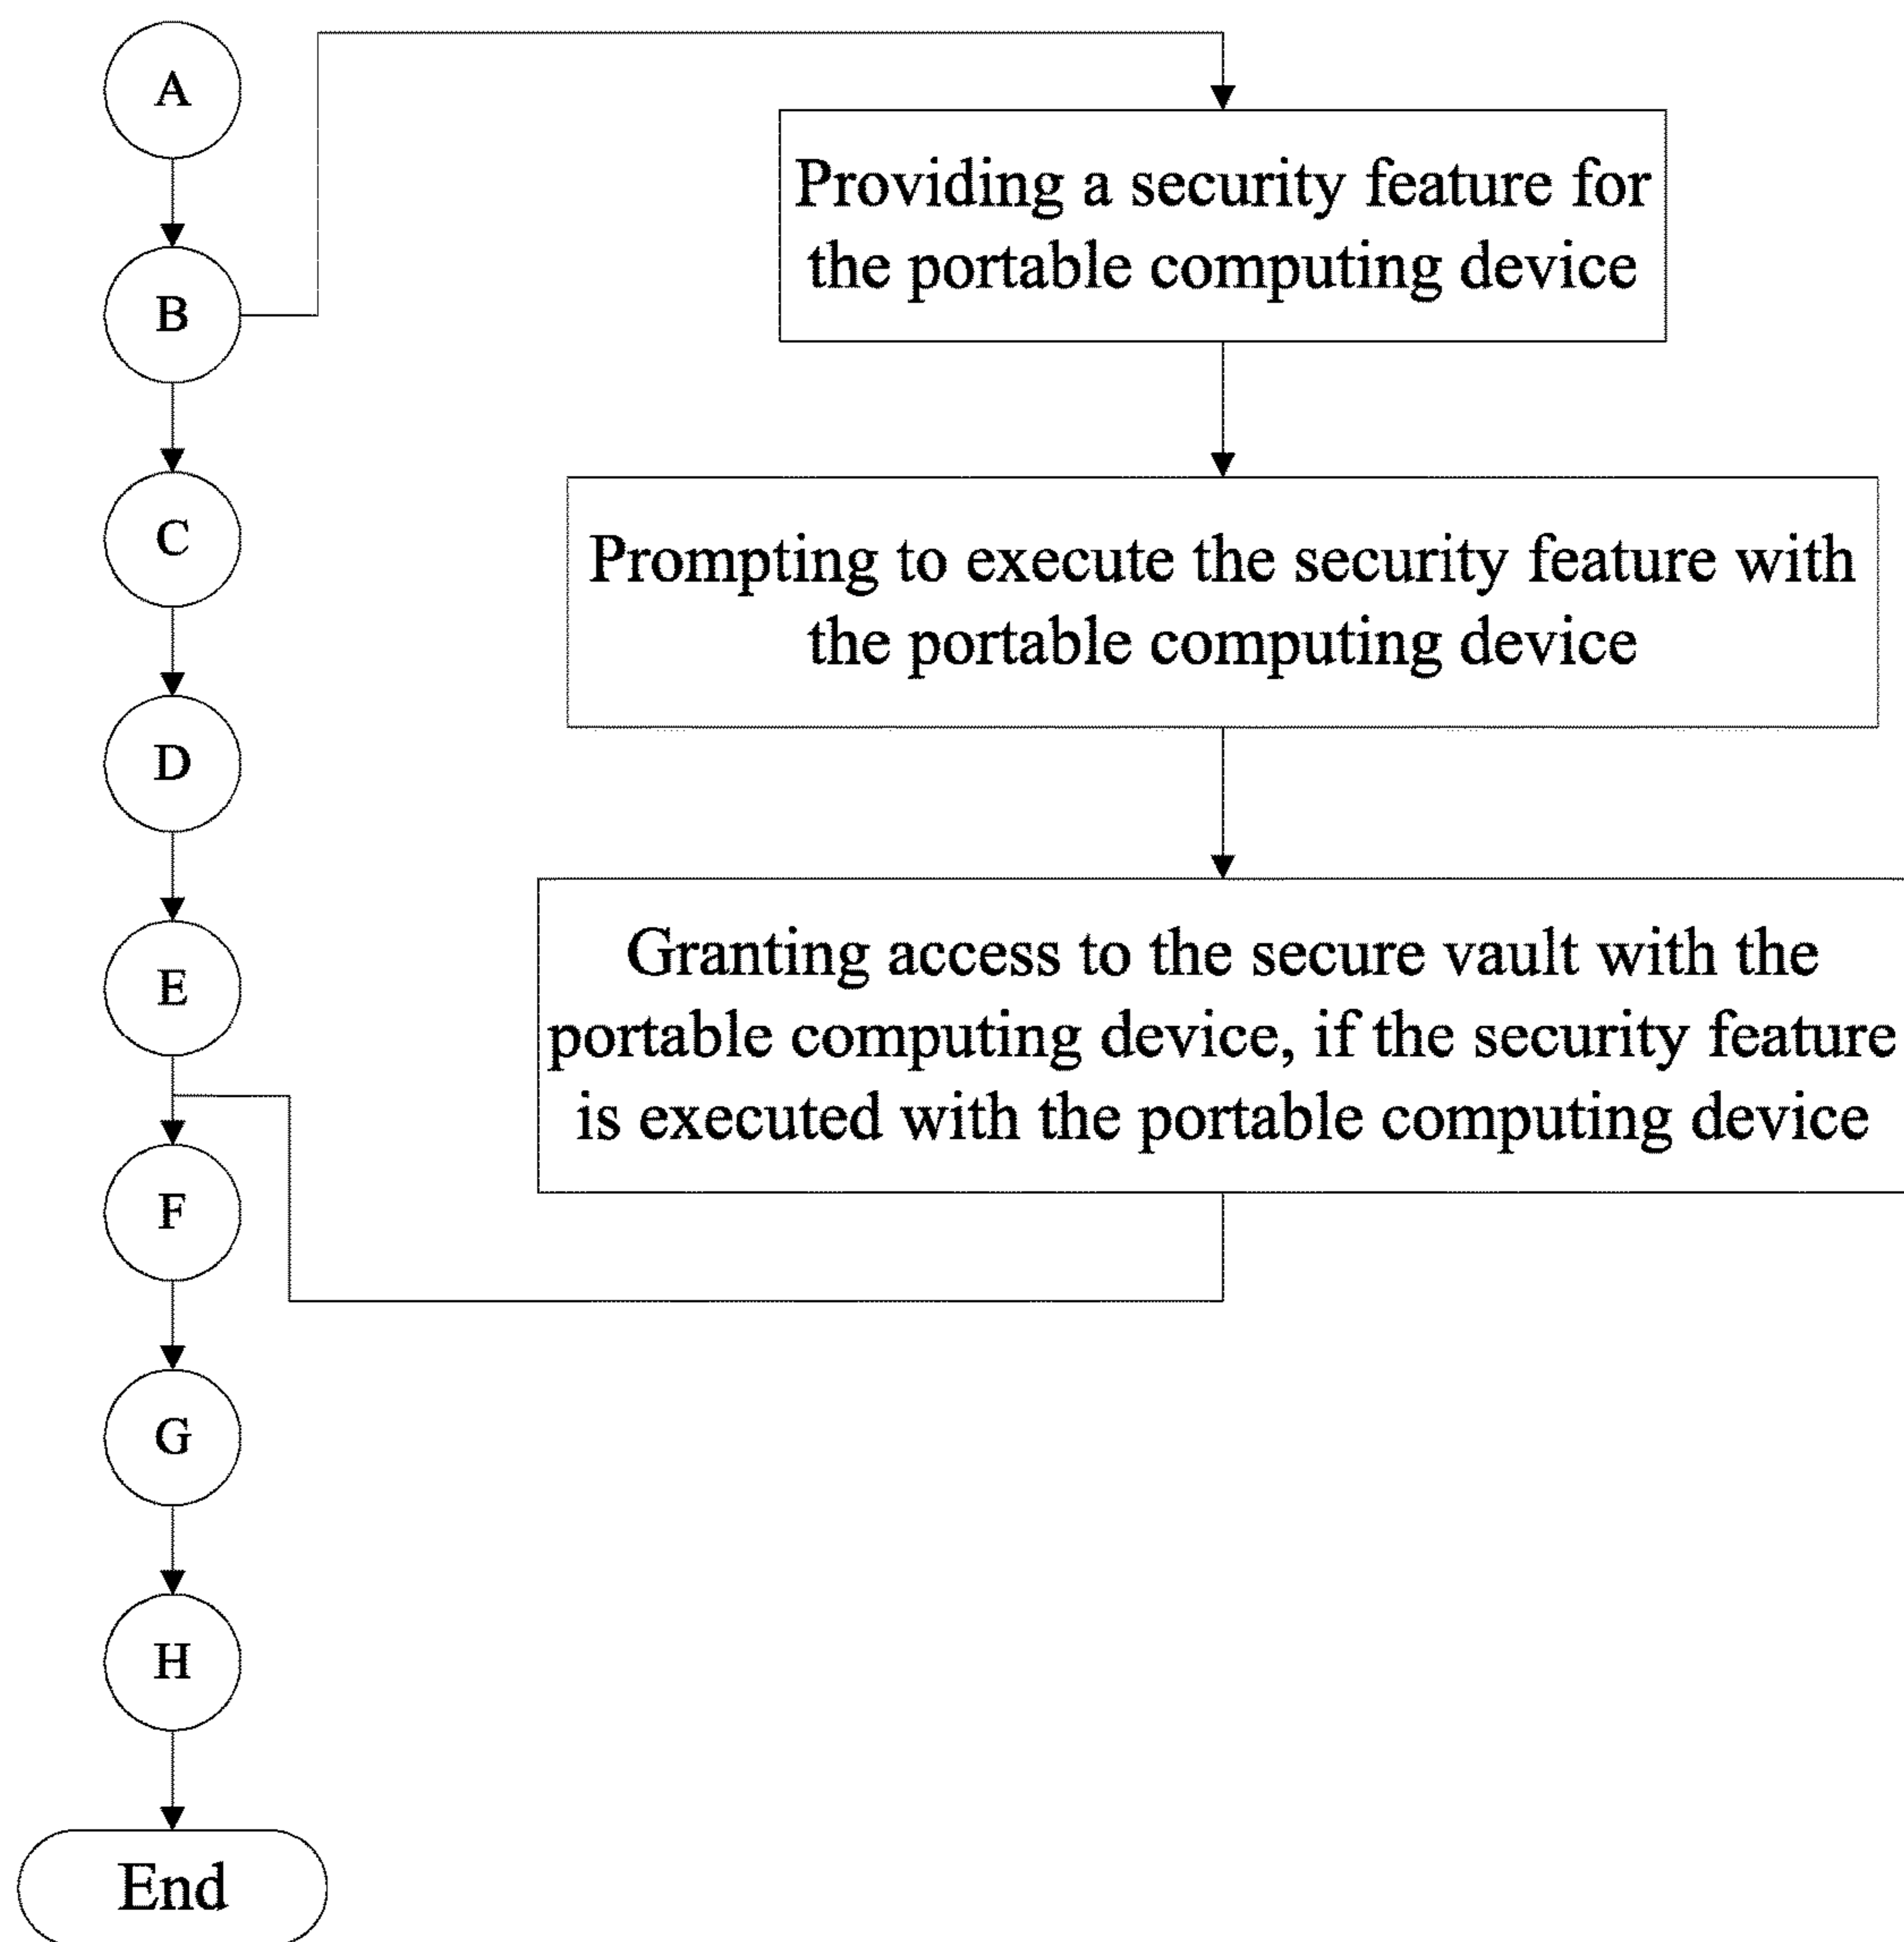 A
B
C
D
E
F
G
H
End
Providing a security feature for
the portable computing device
Prompting to execute the security feature with
the portable computing device
Granting access to the secure vault with the
portable computing device, if the security feature
is executed with the portable computing device